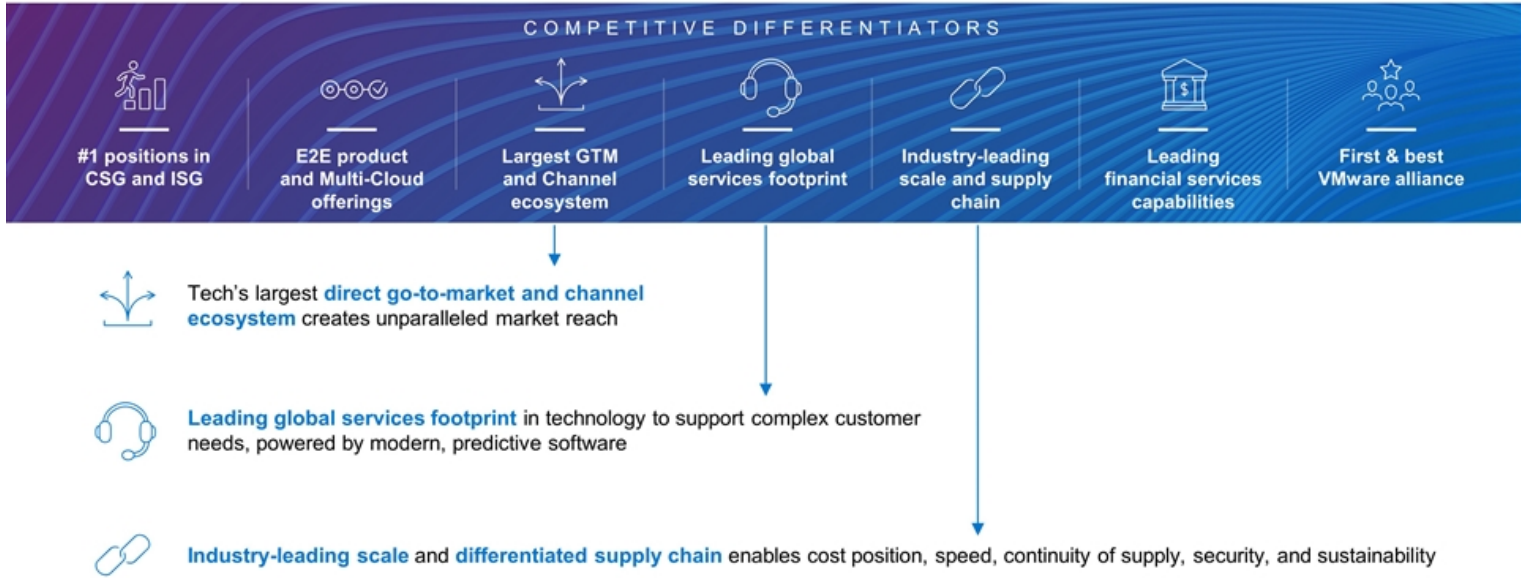 COMPETITIVE DIFFERENTIATORS
#1 positions in
CSG and ISG
E2E product
and Multi-Cloud
offerings
Largest GTM
and Channel
ecosystem
Leading global
services footprint
Industry-leading
scale and supply
chain
$
Leading
financial services
capabilities
First & best
VMware alliance
Tech’s largest direct go-to-market and channel
ecosystem creates unparalleled market reach
Leading global services footprint in technology to support complex customer
needs, powered by modern, predictive software
Industry-leading scale and differentiated supply chain enables cost position, speed, continuity of supply, security, and sustainability